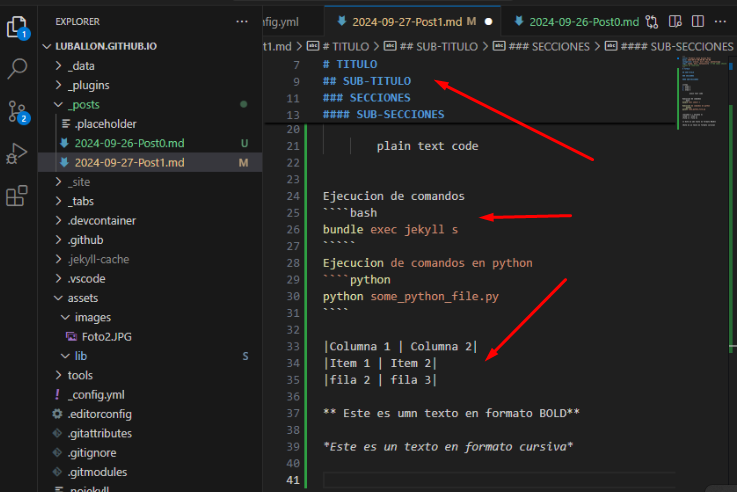 EXPLORER
LUBALLON.GITHUB.IO
_data
_plugins
_posts
.placeholder
2024-09-26-Post0.md U
2024-09-27-Post1.md M
_site
_tabs
.devcontainer
.github
.jekyll-cache
.vscode
assets
images
Foto2.JPG
lib S
tools
_config.yml
.editorconfig
.gitattributes
.gitignore
.gitmodules
.nojekyll
1
2
nfig.yml 2024-09-27-Post1.md M 2024-09-26-Post0.md
t1.md > # TITULO > ## SUB-TITULO > ### SECCIONES > #### SUB-SECCIONES
7 # TITULO
9 ## SUB-TITULO
11 ### SECCIONES
13 #### SUB-SECCIONES
20
21 plain text code
22
23
24 Ejecucion de comandos
25 ````bash
26 bundle exec jekyll s
27 `````
28 Ejecucion de comandos en python
29 ````python
30 python some_python_file.py
31 ````
32
33 |Columna 1 | Columna 2|
34 |Item 1 | Item 2|
35 |fila 2 | fila 3|
36
37 ** Este es umn texto en formato BOLD**
38
39 *Este es un texto en formato cursiva*
40
41